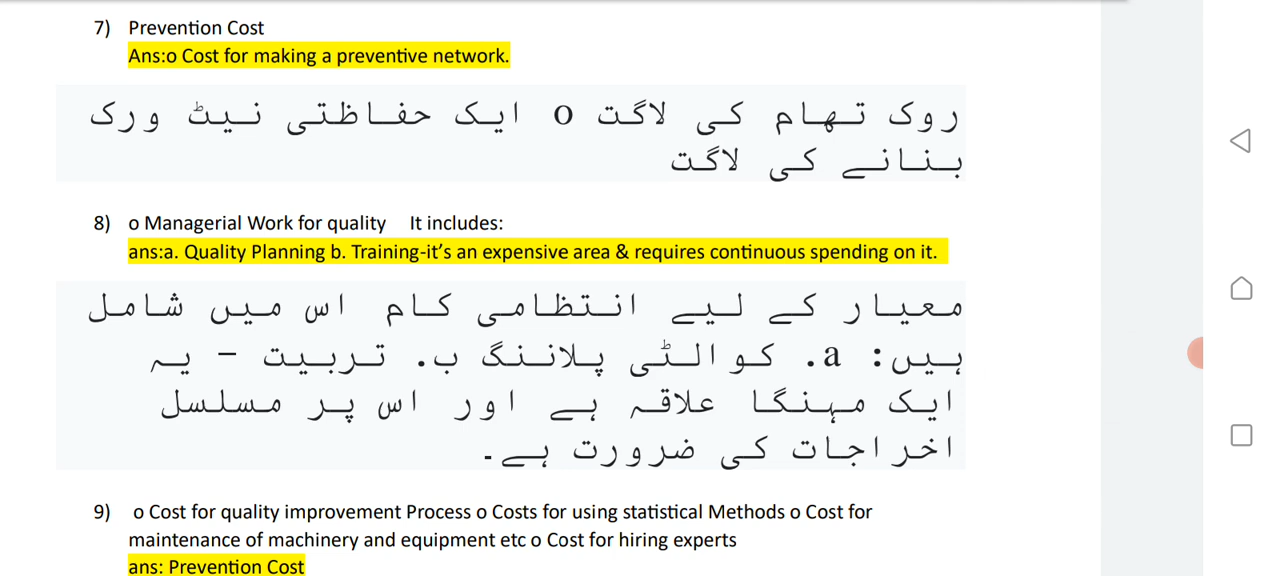 7) Prevention Cost
Ans:o Cost for making a preventive network.
روک تھام کی لاگت o ایک حفاظتی نیٹ ورک
بنانے کی لاگت
8) o Managerial Work for quality It includes:
ans:a. Quality Planning b. Training-it's an expensive area & requires continuous spending on it.
معیار کے لیے انتظامی کام اس میں شامل
ہیں: a. کوالٹی پلاننگ ب. تربیت – یہ
ایک مہنگا علاقہ ہے اور اس پر مسلسل
اخراجات کی ضرورت ہے۔
9) o Cost for quality improvement Process o Costs for using statistical Methods o Cost for
maintenance of machinery and equipment etc o Cost for hiring experts
ans: Prevention Cost